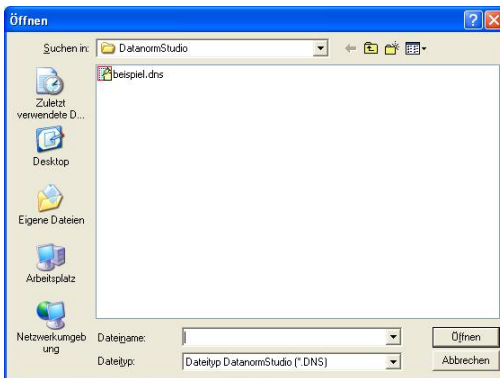 Öffnen
Suchen in: DatanormStudio
beispiel.dns
Zuletzt
verwendete D...
Desktop
Eigene Dateien
Arbeitsplatz
Netzwerkumgeb
ung
Dateiname:
Öffnen
Dateityp: Dateityp DatanormStudio (*.DNS)
Abbrechen